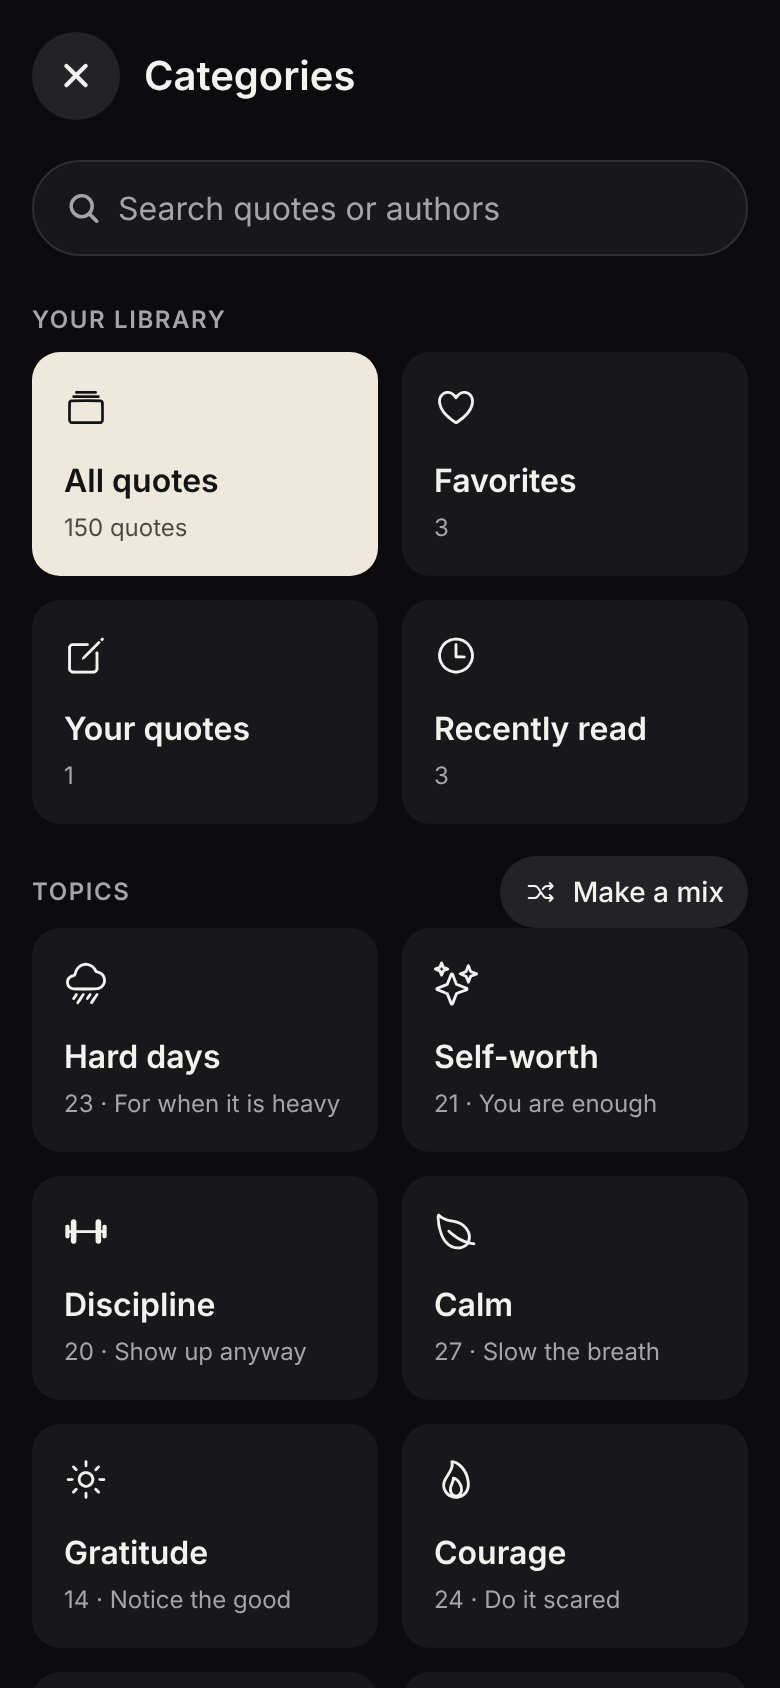 Categories
Search quotes or authors
YOUR LIBRARY
All quotes
150 quotes
Favorites
3
Your quotes
1
Recently read
3
TOPICS
Make a mix
Hard days
23 · For when it is heavy
Self-worth
21 · You are enough
Discipline
20 · Show up anyway
Calm
27 · Slow the breath
Gratitude
14 · Notice the good
Courage
24 · Do it scared